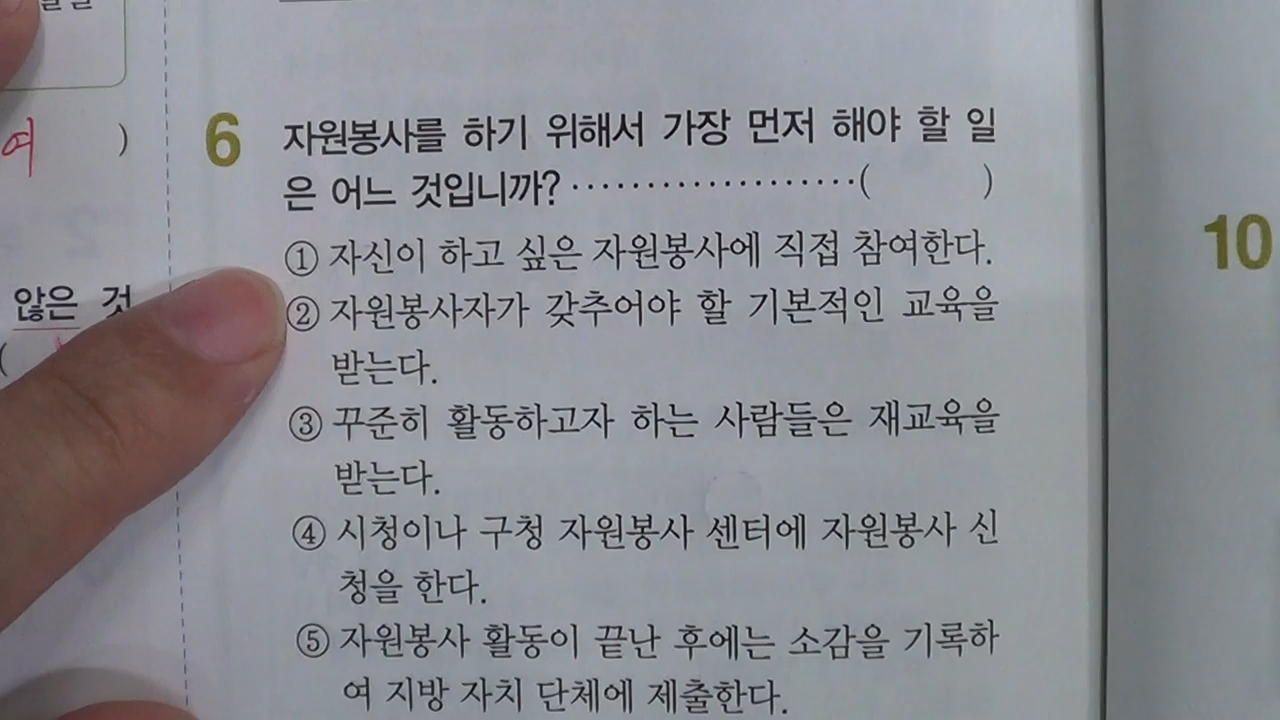 여 )
않은 것
(
6 자원봉사를 하기 위해서 가장 먼저 해야 할 일
은 어느 것입니까? ···················( )
① 자신이 하고 싶은 자원봉사에 직접 참여한다.
② 자원봉사자가 갖추어야 할 기본적인 교육을
받는다.
③ 꾸준히 활동하고자 하는 사람들은 재교육을
받는다.
④ 시청이나 구청 자원봉사 센터에 자원봉사 신
청을 한다.
⑤ 자원봉사 활동이 끝난 후에는 소감을 기록하
여 지방 자치 단체에 제출한다.
10